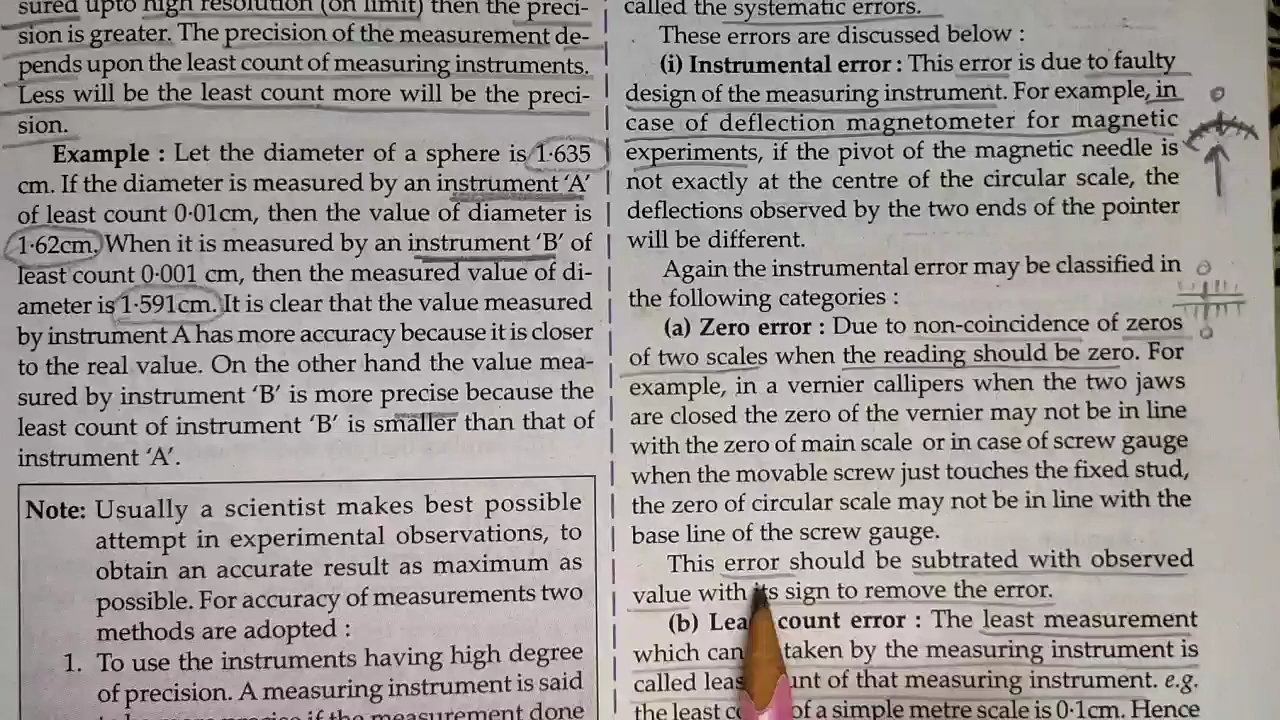 sured upto high resolution (on limit) then the preci-
sion is greater. The precision of the measurement de-
pends upon the least count of measuring instruments.
Less will be the least count more will be the preci-
sion.
Example : Let the diameter of a sphere is 1·635
cm. If the diameter is measured by an instrument ‘A’
of least count 0·01cm, then the value of diameter is
1·62cm. When it is measured by an instrument ‘B’ of
least count 0·001 cm, then the measured value of di-
ameter is 1·591cm. It is clear that the value measured
by instrument A has more accuracy because it is closer
to the real value. On the other hand the value mea-
sured by instrument ‘B’ is more precise because the
least count of instrument ‘B’ is smaller than that of
instrument ‘A’.
Note: Usually a scientist makes best possible
attempt in experimental observations, to
obtain an accurate result as maximum as
possible. For accuracy of measurements two
methods are adopted :
1. To use the instruments having high degree
of precision. A measuring instrument is said
to be more precise if the measurement done
called the systematic errors.
These errors are discussed below :
(i) Instrumental error : This error is due to faulty
design of the measuring instrument. For example, in
case of deflection magnetometer for magnetic
experiments, if the pivot of the magnetic needle is
not exactly at the centre of the circular scale, the
deflections observed by the two ends of the pointer
will be different.
Again the instrumental error may be classified in
the following categories :
(a) Zero error : Due to non-coincidence of zeros
of two scales when the reading should be zero. For
example, in a vernier callipers when the two jaws
are closed the zero of the vernier may not be in line
with the zero of main scale or in case of screw gauge
when the movable screw just touches the fixed stud,
the zero of circular scale may not be in line with the
base line of the screw gauge.
This error should be subtrated with observed
value with its sign to remove the error.
(b) count error : The least measurement
which can taken by the measuring instrument is
called of that measuring instrument. e.g.
the least of a simple metre scale is 0·1cm. Hence